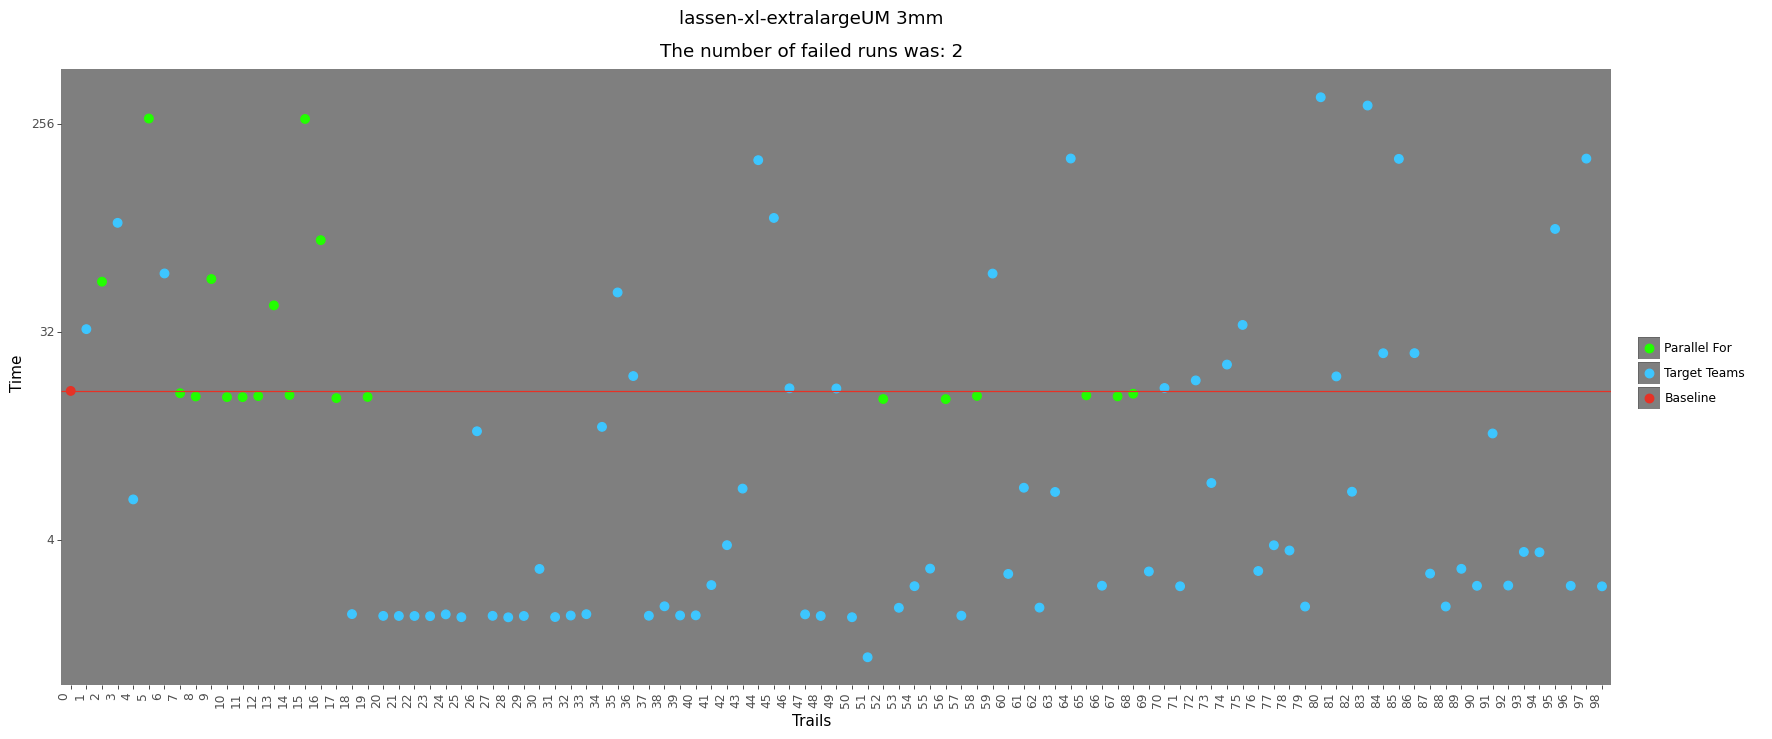 lassen-xl-extralargeUM 3mm
The number of failed runs was: 2
Time
256
32
4
0 1 2 3 4 5 6 7 8 9 10 11 12 13 14 15 16 17 18 19 20 21 22 23 24 25 26 27 28 29 30 31 32 33 34 35 36 37 38 39 40 41 42 43 44 45 46 47 48 49 50 51 52 53 54 55 56 57 58 59 60 61 62 63 64 65 66 67 68 69 70 71 72 73 74 75 76 77 78 79 80 81 82 83 84 85 86 87 88 89 90 91 92 93 94 95 96 97 98
Trails
Parallel For
Target Teams
Baseline